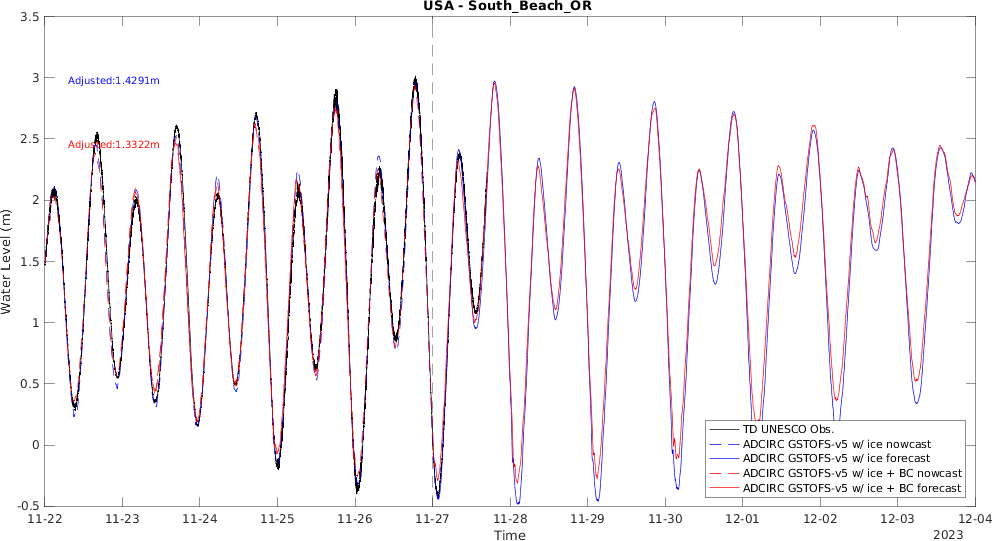 USA - South_Beach_OR
3.5
3
2.5
2
1.5
1
0.5
0
-0.5
Water Level (m)
Adjusted:1.4291m
Adjusted:1.3322m
TD UNESCO Obs.
ADCIRC GSTOFS-v5 w/ ice nowcast
ADCIRC GSTOFS-v5 w/ ice forecast
ADCIRC GSTOFS-v5 w/ ice + BC nowcast
ADCIRC GSTOFS-v5 w/ ice + BC forecast
11-22 11-23 11-24 11-25 11-26 11-27 11-28 11-29 11-30 12-01 12-02 12-03 12-04
Time
2023